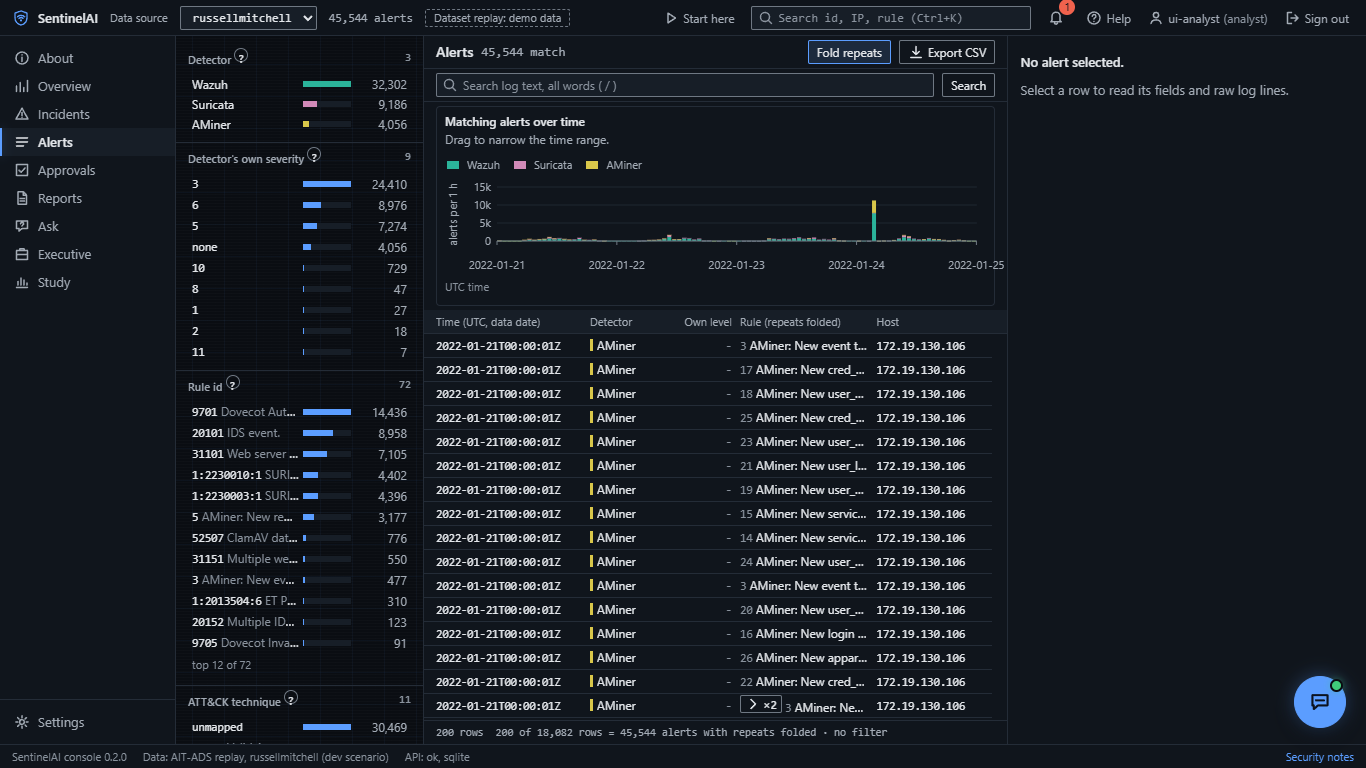 SentinelAI
Data source
russellmitchell
45,544 alerts
Dataset replay: demo data
Start here
Search id, IP, rule (Ctrl+K)
1
Help
ui-analyst (analyst)
Sign out
About
Overview
Incidents
Alerts
Approvals
Reports
Ask
Executive
Study
Settings
Detector ? 3
Wazuh 32,302
Suricata 9,186
AMiner 4,056
Detector's own severity ? 9
3 24,410
6 8,976
5 7,274
none 4,056
10 729
8 47
1 27
2 18
11 7
Rule id ? 72
9701 Dovecot Aut... 14,436
20101 IDS event. 8,958
31101 Web server ... 7,105
1:2230010:1 SURI... 4,402
1:2230003:1 SURI... 4,396
5 AMiner: New re... 3,177
52507 ClamAV dat... 776
31151 Multiple we... 550
3 AMiner: New ev... 477
1:2013504:6 ET P... 310
20152 Multiple ID... 123
9705 Dovecot Inva... 91
top 12 of 72
ATT&CK technique ? 11
unmapped 30,469
Alerts 45,544 match
Fold repeats
Export CSV
Search log text, all words ( / )
Search
Matching alerts over time
Drag to narrow the time range.
Wazuh Suricata AMiner
alerts per 1 h
15k
10k
5k
0
2022-01-21 2022-01-22 2022-01-23 2022-01-24 2022-01-25
UTC time
Time (UTC, data date) Detector Own level Rule (repeats folded) Host
2022-01-21T00:00:01Z AMiner - 3 AMiner: New event t... 172.19.130.106
2022-01-21T00:00:01Z AMiner - 17 AMiner: New cred_... 172.19.130.106
2022-01-21T00:00:01Z AMiner - 18 AMiner: New user_... 172.19.130.106
2022-01-21T00:00:01Z AMiner - 25 AMiner: New cred_... 172.19.130.106
2022-01-21T00:00:01Z AMiner - 23 AMiner: New user_... 172.19.130.106
2022-01-21T00:00:01Z AMiner - 21 AMiner: New user_l... 172.19.130.106
2022-01-21T00:00:01Z AMiner - 19 AMiner: New user_... 172.19.130.106
2022-01-21T00:00:01Z AMiner - 15 AMiner: New servic... 172.19.130.106
2022-01-21T00:00:01Z AMiner - 14 AMiner: New servic... 172.19.130.106
2022-01-21T00:00:01Z AMiner - 24 AMiner: New user_... 172.19.130.106
2022-01-21T00:00:01Z AMiner - 3 AMiner: New event t... 172.19.130.106
2022-01-21T00:00:01Z AMiner - 20 AMiner: New user_... 172.19.130.106
2022-01-21T00:00:01Z AMiner - 16 AMiner: New login ... 172.19.130.106
2022-01-21T00:00:01Z AMiner - 26 AMiner: New appar... 172.19.130.106
2022-01-21T00:00:01Z AMiner - 22 AMiner: New cred_... 172.19.130.106
2022-01-21T00:00:01Z AMiner - ×2 3 AMiner: Ne... 172.19.130.106
200 rows 200 of 18,082 rows = 45,544 alerts with repeats folded · no filter
No alert selected.
Select a row to read its fields and raw log lines.
SentinelAI console 0.2.0
Data: AIT-ADS replay, russellmitchell (dev scenario)
API: ok, sqlite
Security notes